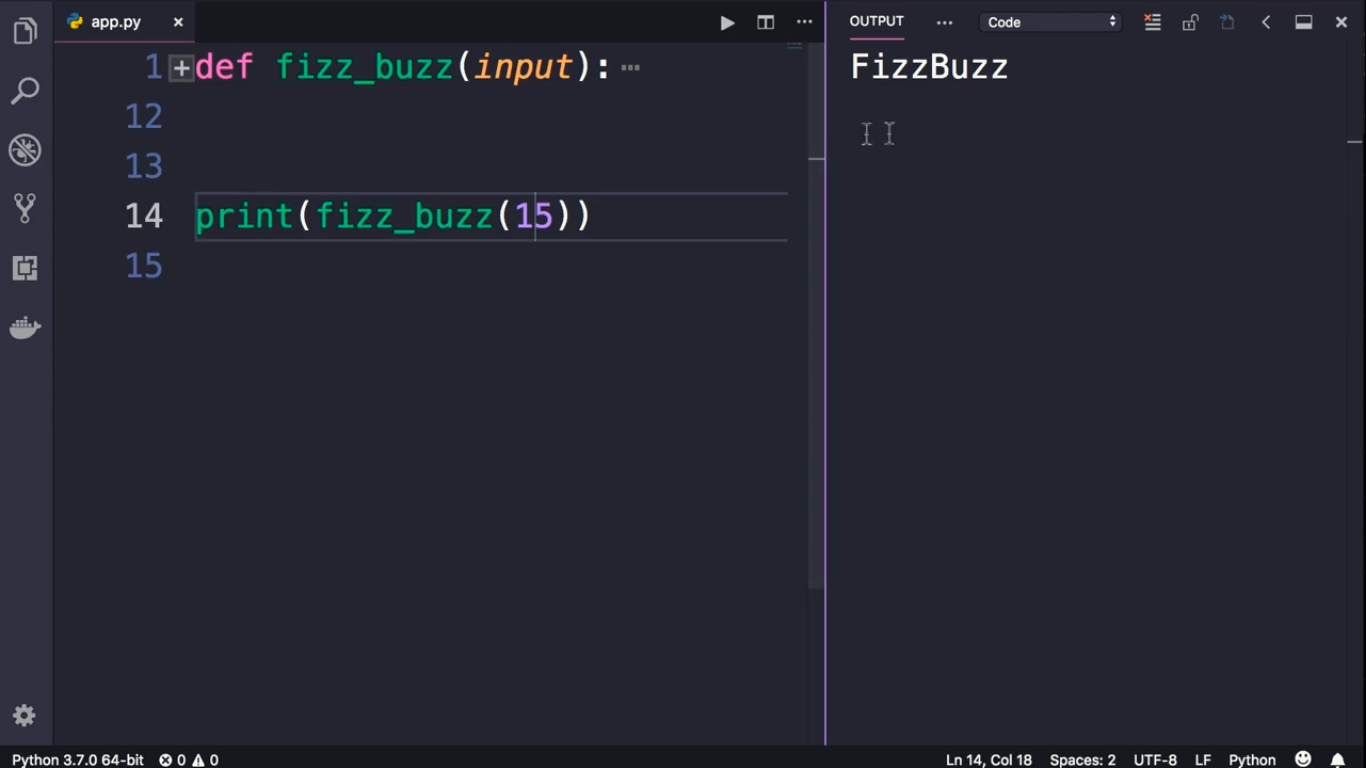 app.py
OUTPUT
Code
1 def fizz_buzz(input):
12
13
14 print(fizz_buzz(15))
15
FizzBuzz
Python 3.7.0 64-bit 0 0 Ln 14, Col 18 Spaces: 2 UTF-8 LF Python